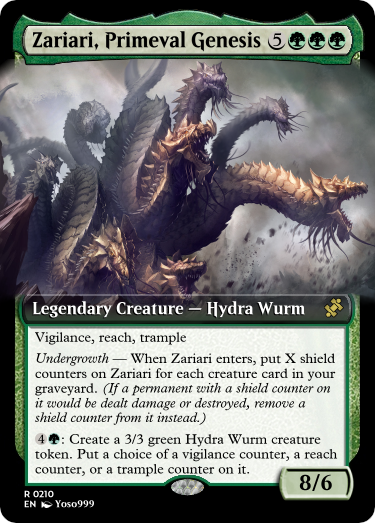 Zariari, Primeval Genesis 5
Legendary Creature — Hydra Wurm
Vigilance, reach, trample
Undergrowth — When Zariari enters, put X shield
counters on Zariari for each creature card in your
graveyard. (If a permanent with a shield counter on
it would be dealt damage or destroyed, remove a
shield counter from it instead.)
4: Create a 3/3 green Hydra Wurm creature
token. Put a choice of a vigilance counter, a reach
counter, or a trample counter on it.
8/6
R 0210
EN Yoso999